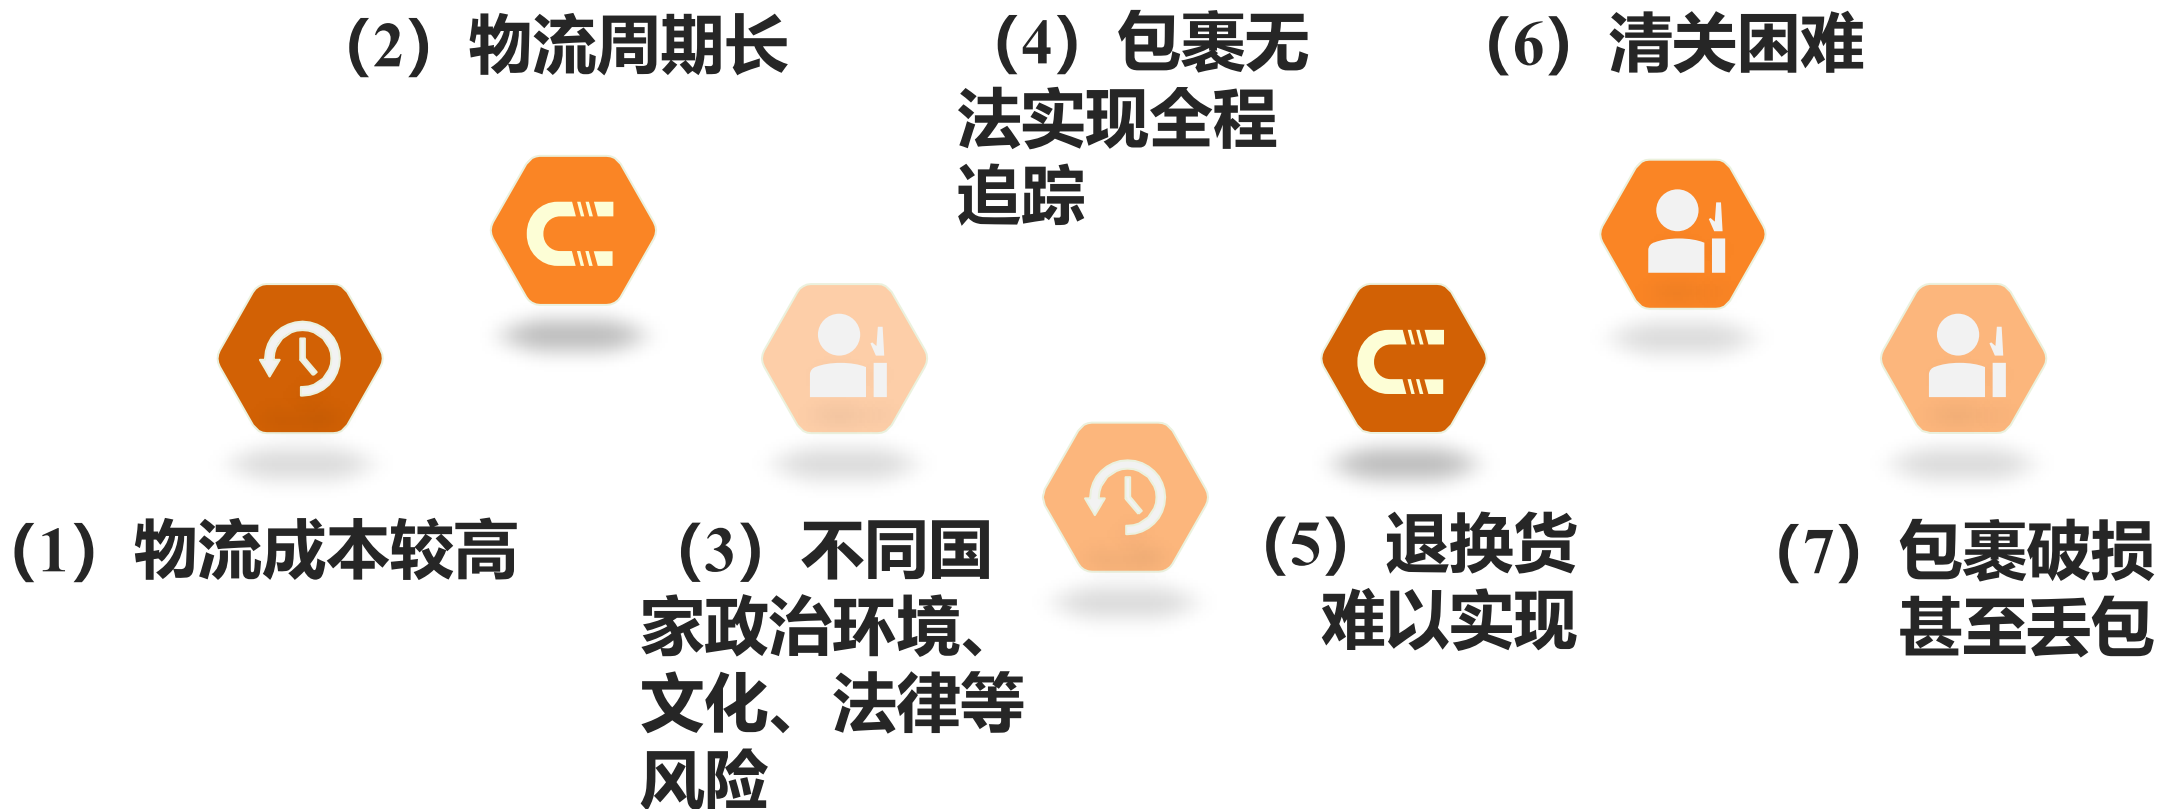 （1）物流成本较高
（2）物流周期长
（3）不同国
家政治环境、
文化、法律等
风险
（4）包裹无
法实现全程
追踪
（5）退换货
难以实现
（6）清关困难
（7）包裹破损
甚至丢包